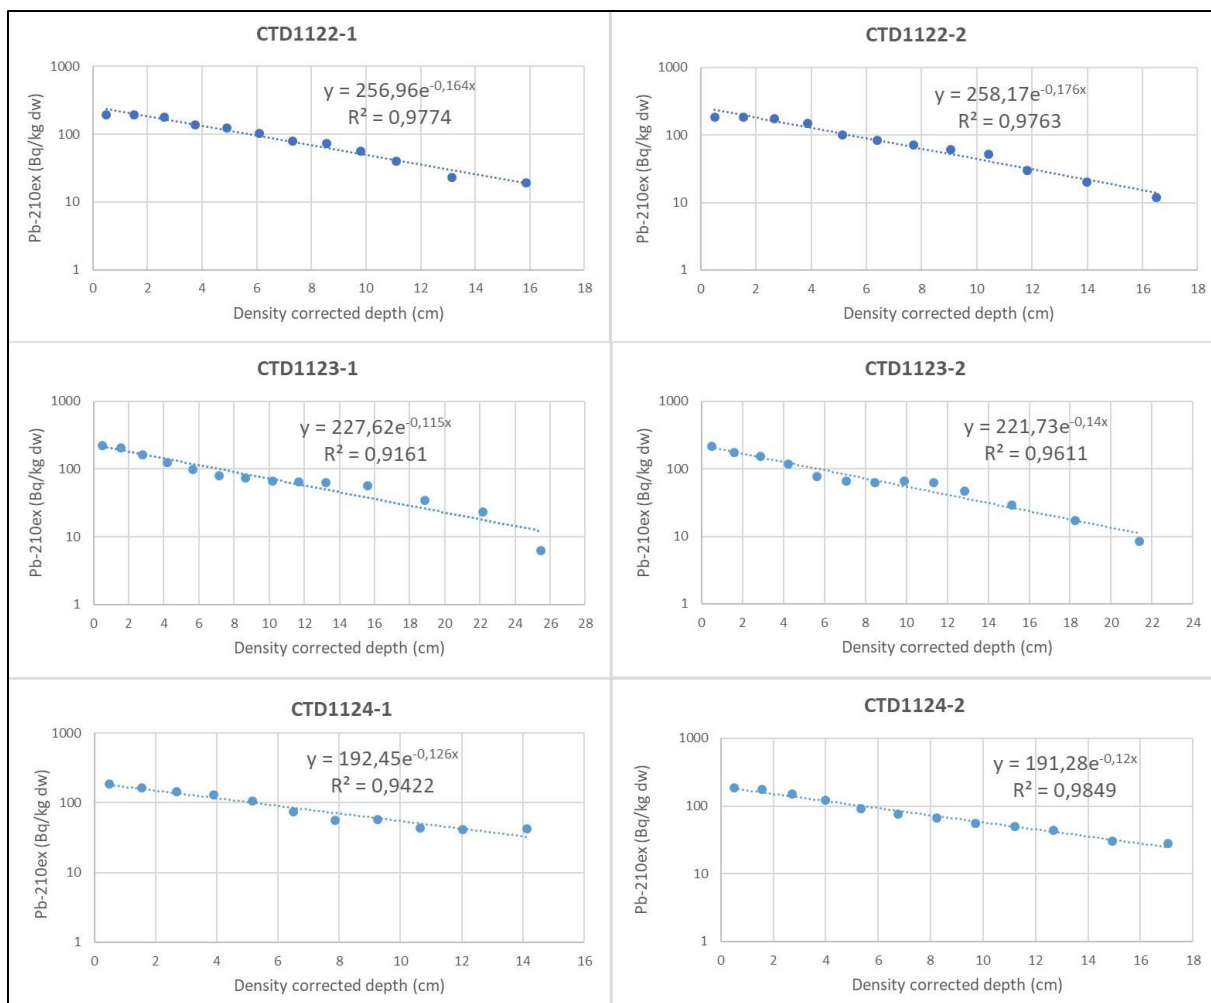 CTD1122-1
y = 256,96e^-0,164x
R² = 0,9774
Pb-210ex (Bq/kg dw)
1000
100
10
1
0 2 4 6 8 10 12 14 16 18
Density corrected depth (cm)
CTD1122-2
y = 258,17e^-0,176x
R² = 0,9763
Pb-210ex (Bq/kg dw)
1000
100
10
1
0 2 4 6 8 10 12 14 16 18
Density corrected depth (cm)
CTD1123-1
y = 227,62e^-0,115x
R² = 0,9161
Pb-210ex (Bq/kg dw)
1000
100
10
1
0 2 4 6 8 10 12 14 16 18 20 22 24 26 28
Density corrected depth (cm)
CTD1123-2
y = 221,73e^-0,14x
R² = 0,9611
Pb-210ex (Bq/kg dw)
1000
100
10
1
0 2 4 6 8 10 12 14 16 18 20 22 24
Density corrected depth (cm)
CTD1124-1
y = 192,45e^-0,126x
R² = 0,9422
Pb-210ex (Bq/kg dw)
1000
100
10
1
0 2 4 6 8 10 12 14 16
Density corrected depth (cm)
CTD1124-2
y = 191,28e^-0,12x
R² = 0,9849
Pb-210ex (Bq/kg dw)
1000
100
10
1
0 2 4 6 8 10 12 14 16 18
Density corrected depth (cm)